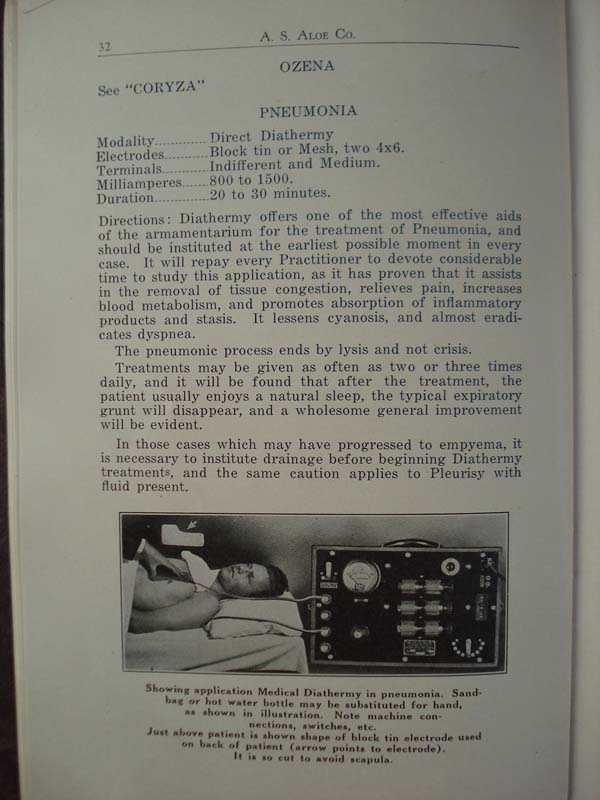 32
A. S. Aloe Co.
OZENA
See "CORYZA"
PNEUMONIA
Modality.............Direct Diathermy
Electrodes...........Block tin or Mesh, two 4x6.
Terminals............Indifferent and Medium.
Milliamperes.......800 to 1500.
Duration..............20 to 30 minutes.
Directions: Diathermy offers one of the most effective aids
of the armamentarium for the treatment of Pneumonia, and
should be instituted at the earliest possible moment in every
case. It will repay every Practitioner to devote considerable
time to study this application, as it has proven that it assists
in the removal of tissue congestion, relieves pain, increases
blood metabolism, and promotes absorption of inflammatory
products and stasis. It lessens cyanosis, and almost eradi-
cates dyspnea.
The pneumonic process ends by lysis and not crisis.
Treatments may be given as often as two or three times
daily, and it will be found that after the treatment, the
patient usually enjoys a natural sleep, the typical expiratory
grunt will disappear, and a wholesome general improvement
will be evident.
In those cases which may have progressed to empyema, it
is necessary to institute drainage before beginning Diathermy
treatments, and the same caution applies to Pleurisy with
fluid present.
Showing application Medical Diathermy in pneumonia. Sand-
bag or hot water bottle may be substituted for hand,
as shown in illustration. Note machine con-
nections, switches, etc.
Just above patient is shown shape of block tin electrode used
on back of patient (arrow points to electrode).
It is so cut to avoid scapula.